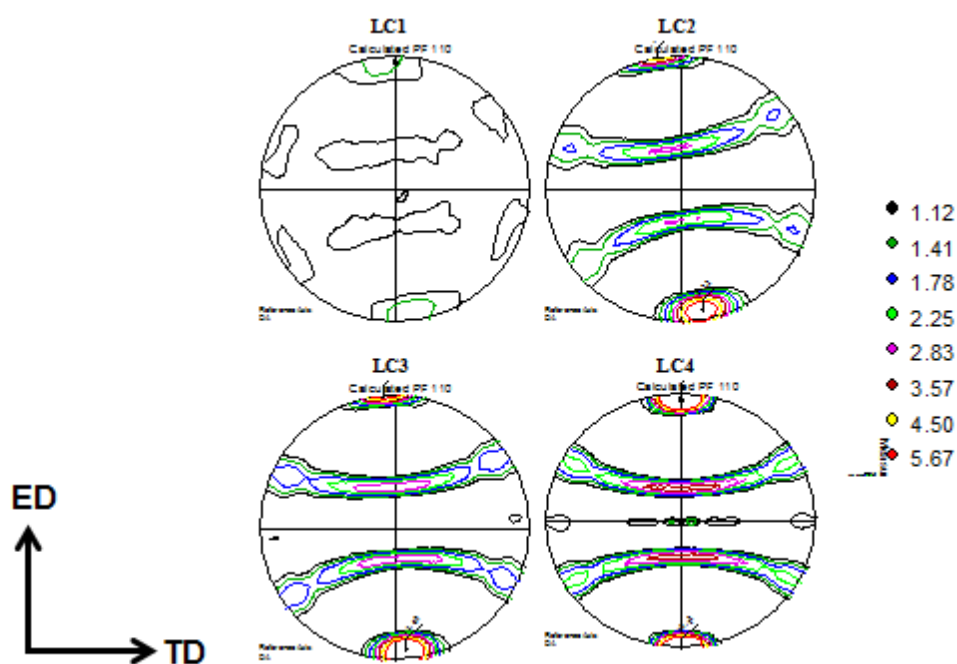 LC1
Calculated PF 110
LC2
Calculated PF 110
1.12
1.41
1.78
2.25
2.83
3.57
4.50
5.67
LC3
Calculated PF 110
LC4
Calculated PF 110
ED
TD